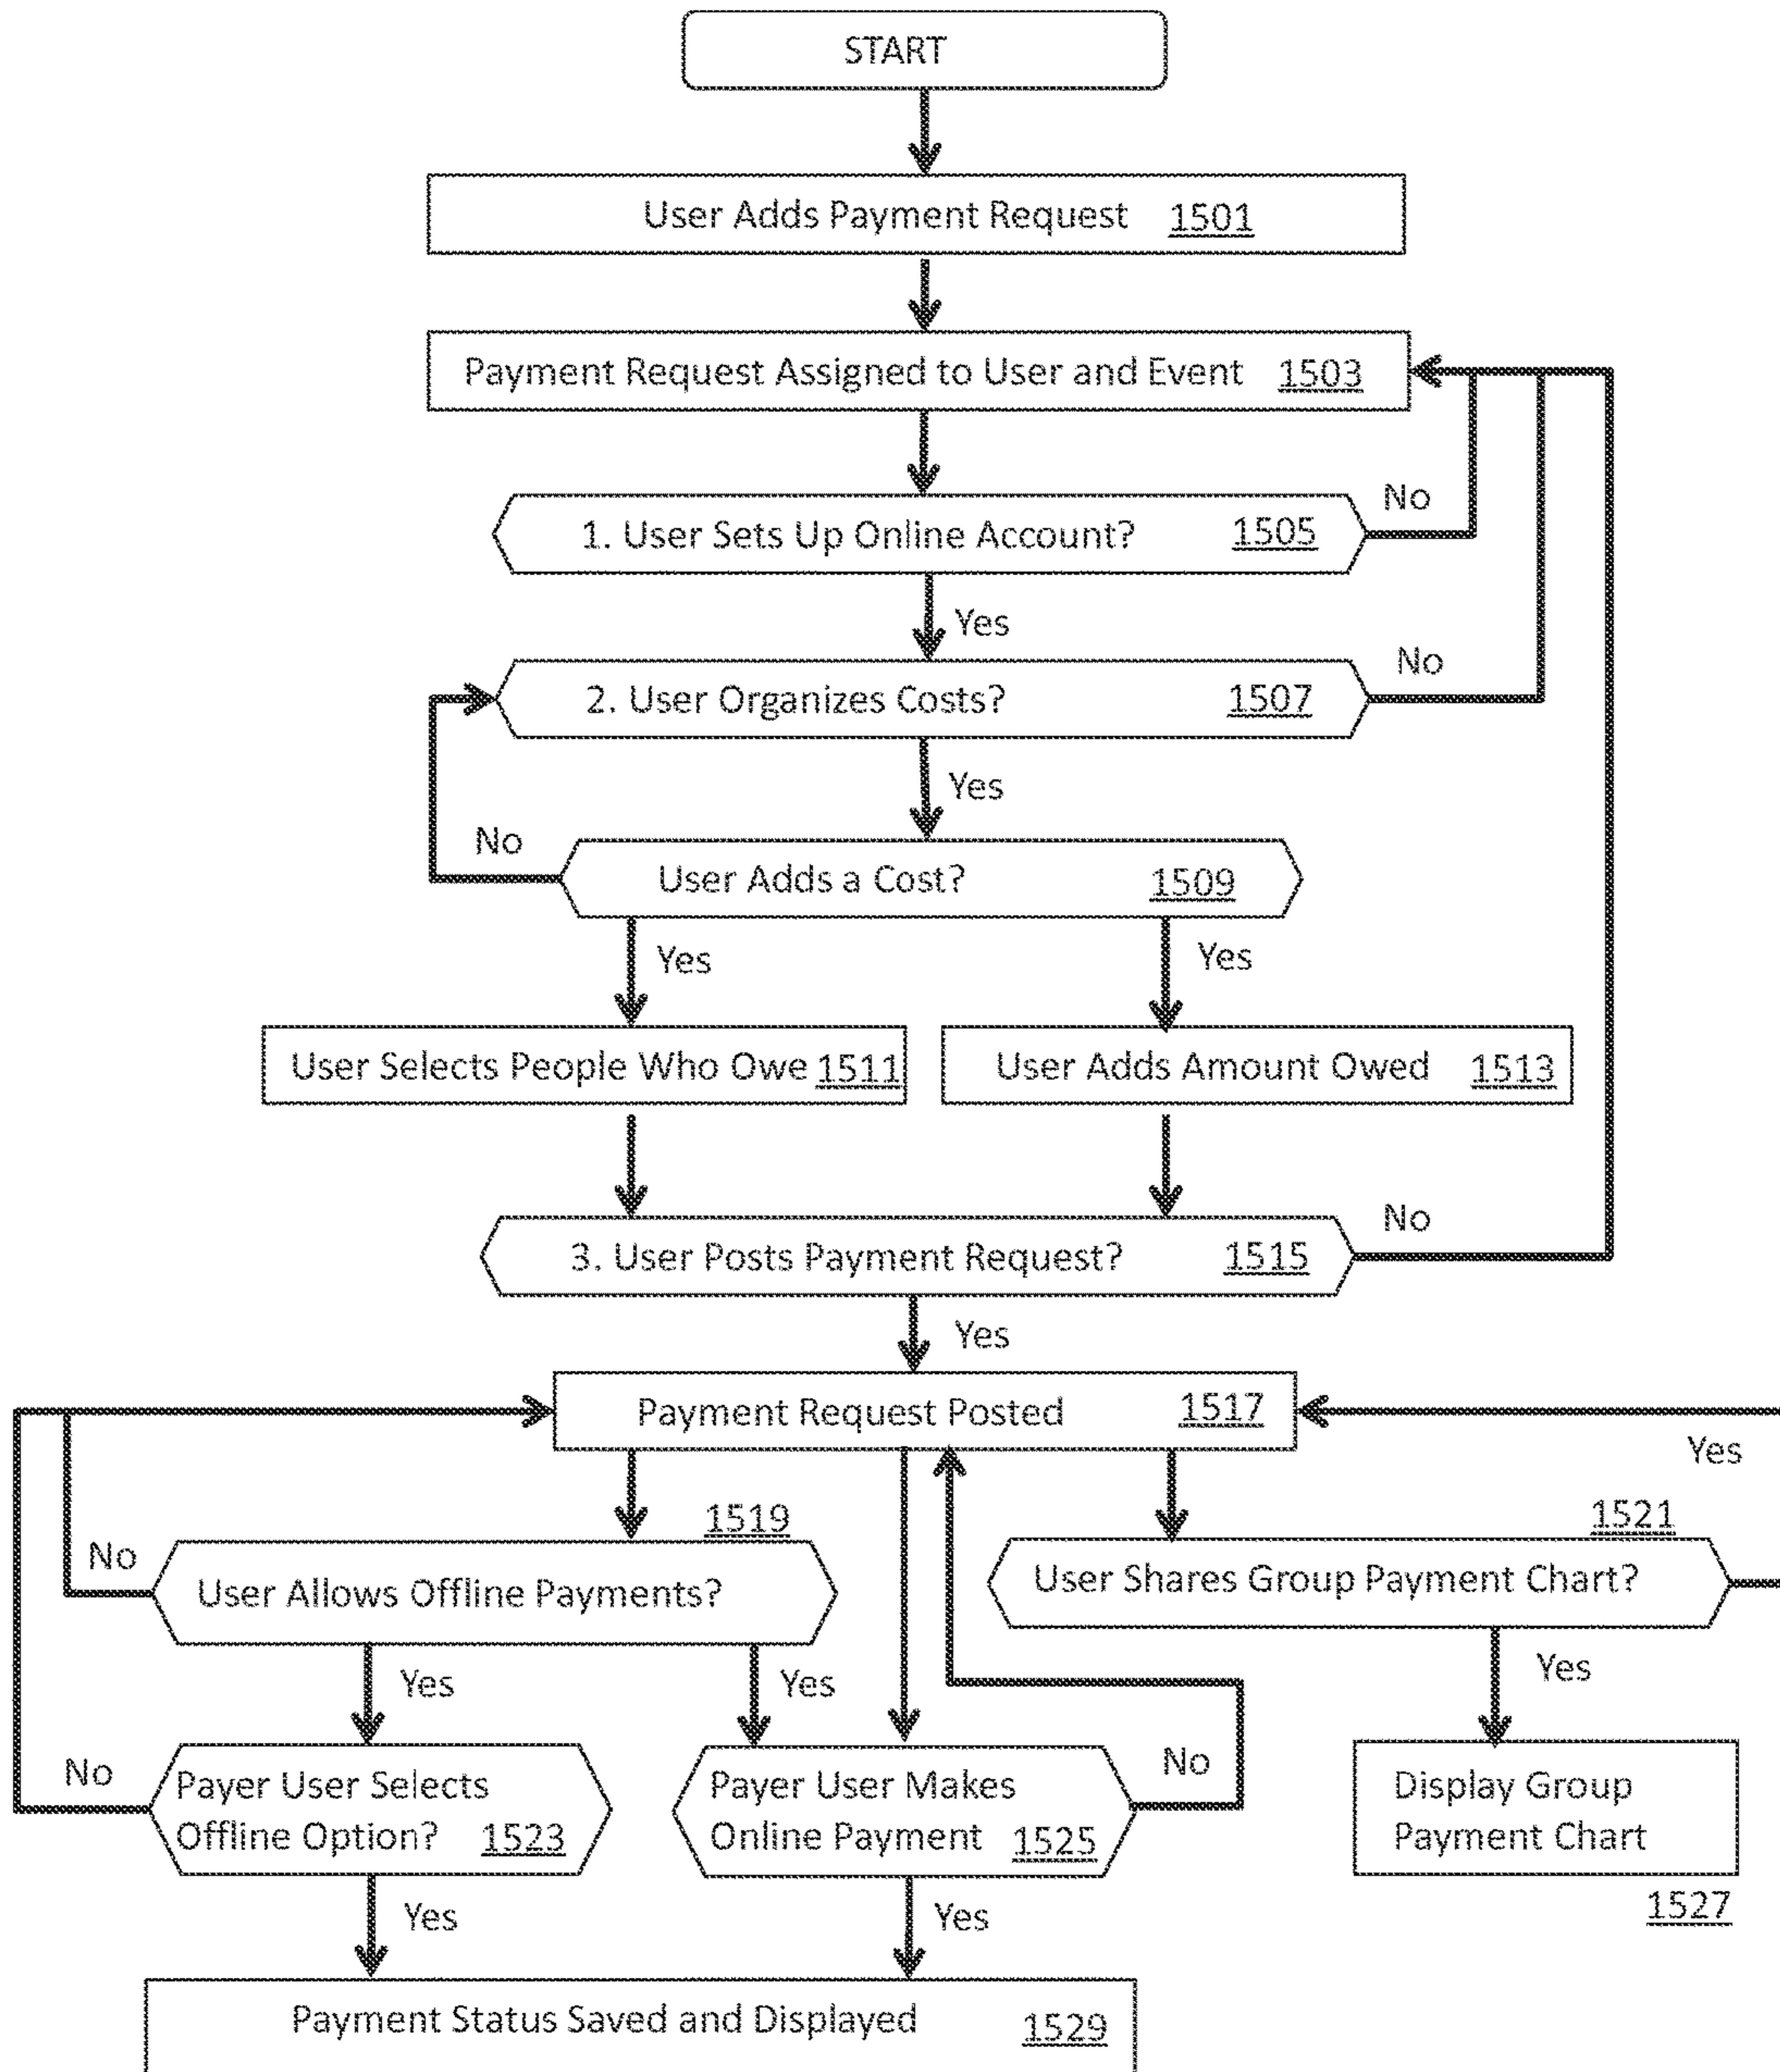 START
User Adds Payment Request 1501
Payment Request Assigned to User and Event 1503
No
1. User Sets Up Online Account? 1505
Yes
No
2. User Organizes Costs? 1507
Yes
No
User Adds a Cost? 1509
Yes
Yes
User Selects People Who Owe 1511
User Adds Amount Owed 1513
No
3. User Posts Payment Request? 1515
Yes
Payment Request Posted 1517
Yes
1519
1521
No
User Allows Offline Payments?
User Shares Group Payment Chart?
Yes
Yes
Yes
No
Payer User Selects
Offline Option? 1523
Payer User Makes
Online Payment 1525
No
Display Group
Payment Chart
1527
Yes
Yes
Payment Status Saved and Displayed 1529